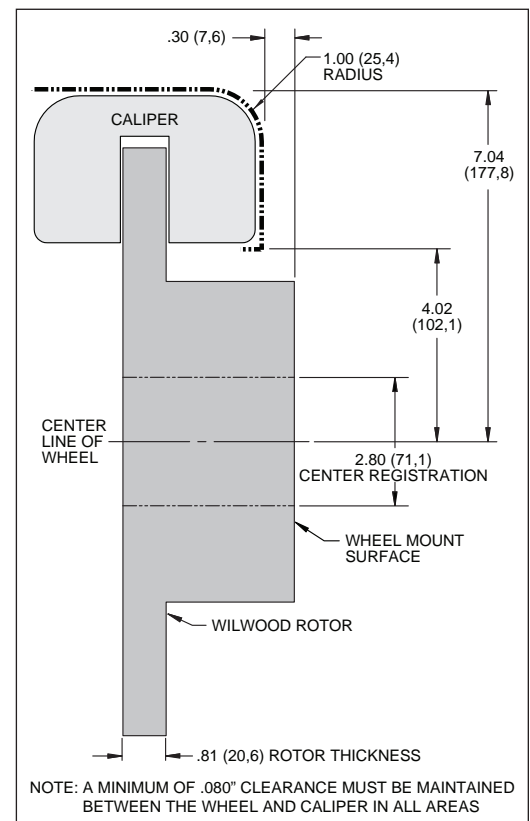 .30 (7,6)
1.00 (25,4)
RADIUS
CALIPER
7.04
(177,8)
4.02
(102,1)
CENTER
LINE OF
WHEEL
2.80 (71,1)
CENTER REGISTRATION
WHEEL MOUNT
SURFACE
WILWOOD ROTOR
.81 (20,6) ROTOR THICKNESS
NOTE: A MINIMUM OF .080" CLEARANCE MUST BE MAINTAINED
BETWEEN THE WHEEL AND CALIPER IN ALL AREAS